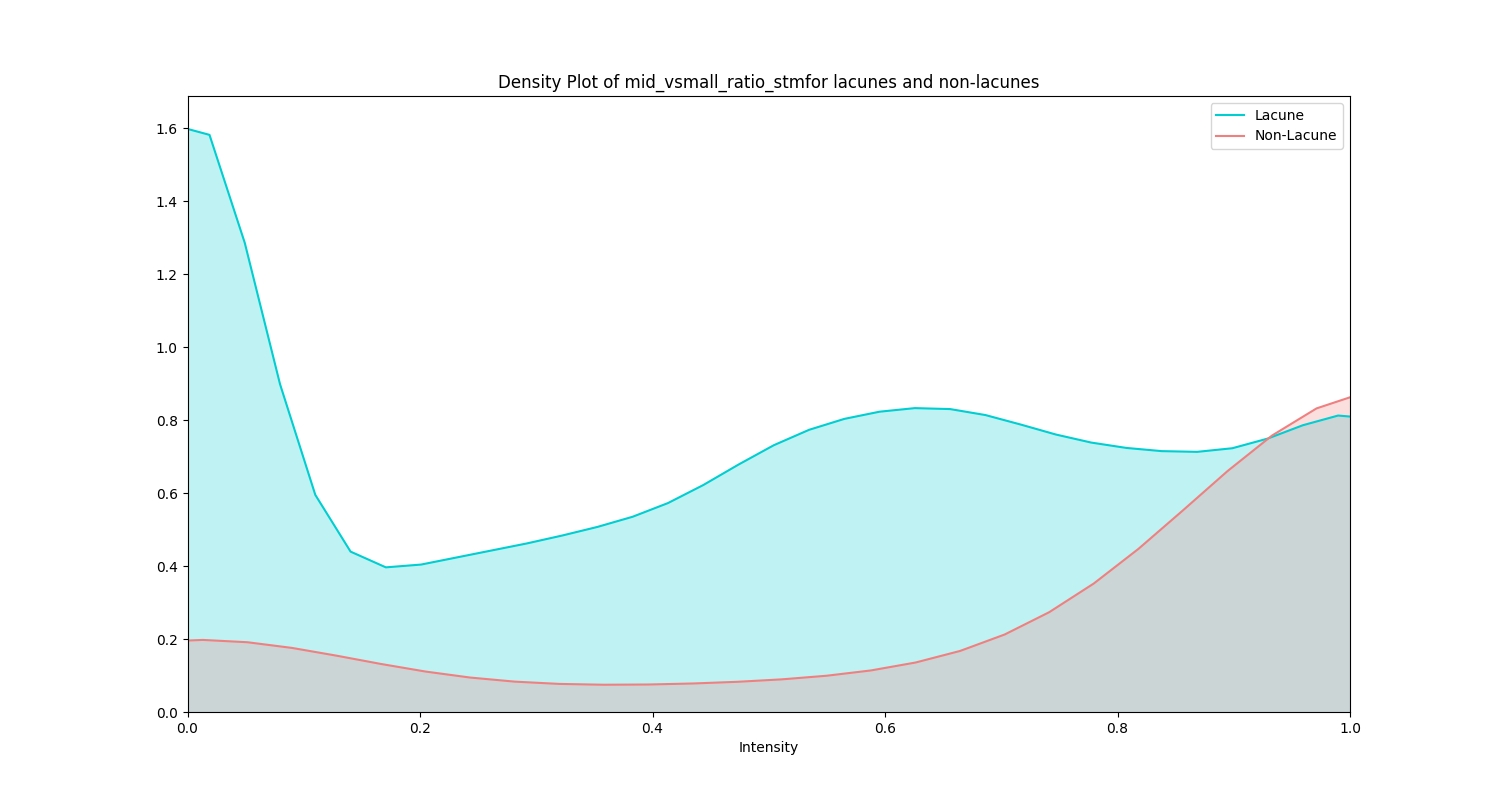 Density Plot of mid_vsmall_ratio_stmfor lacunes and non-lacunes
Lacune
Non-Lacune
1.6
1.4
1.2
1.0
0.8
0.6
0.4
0.2
0.0
0.0 0.2 0.4 0.6 0.8 1.0
Intensity